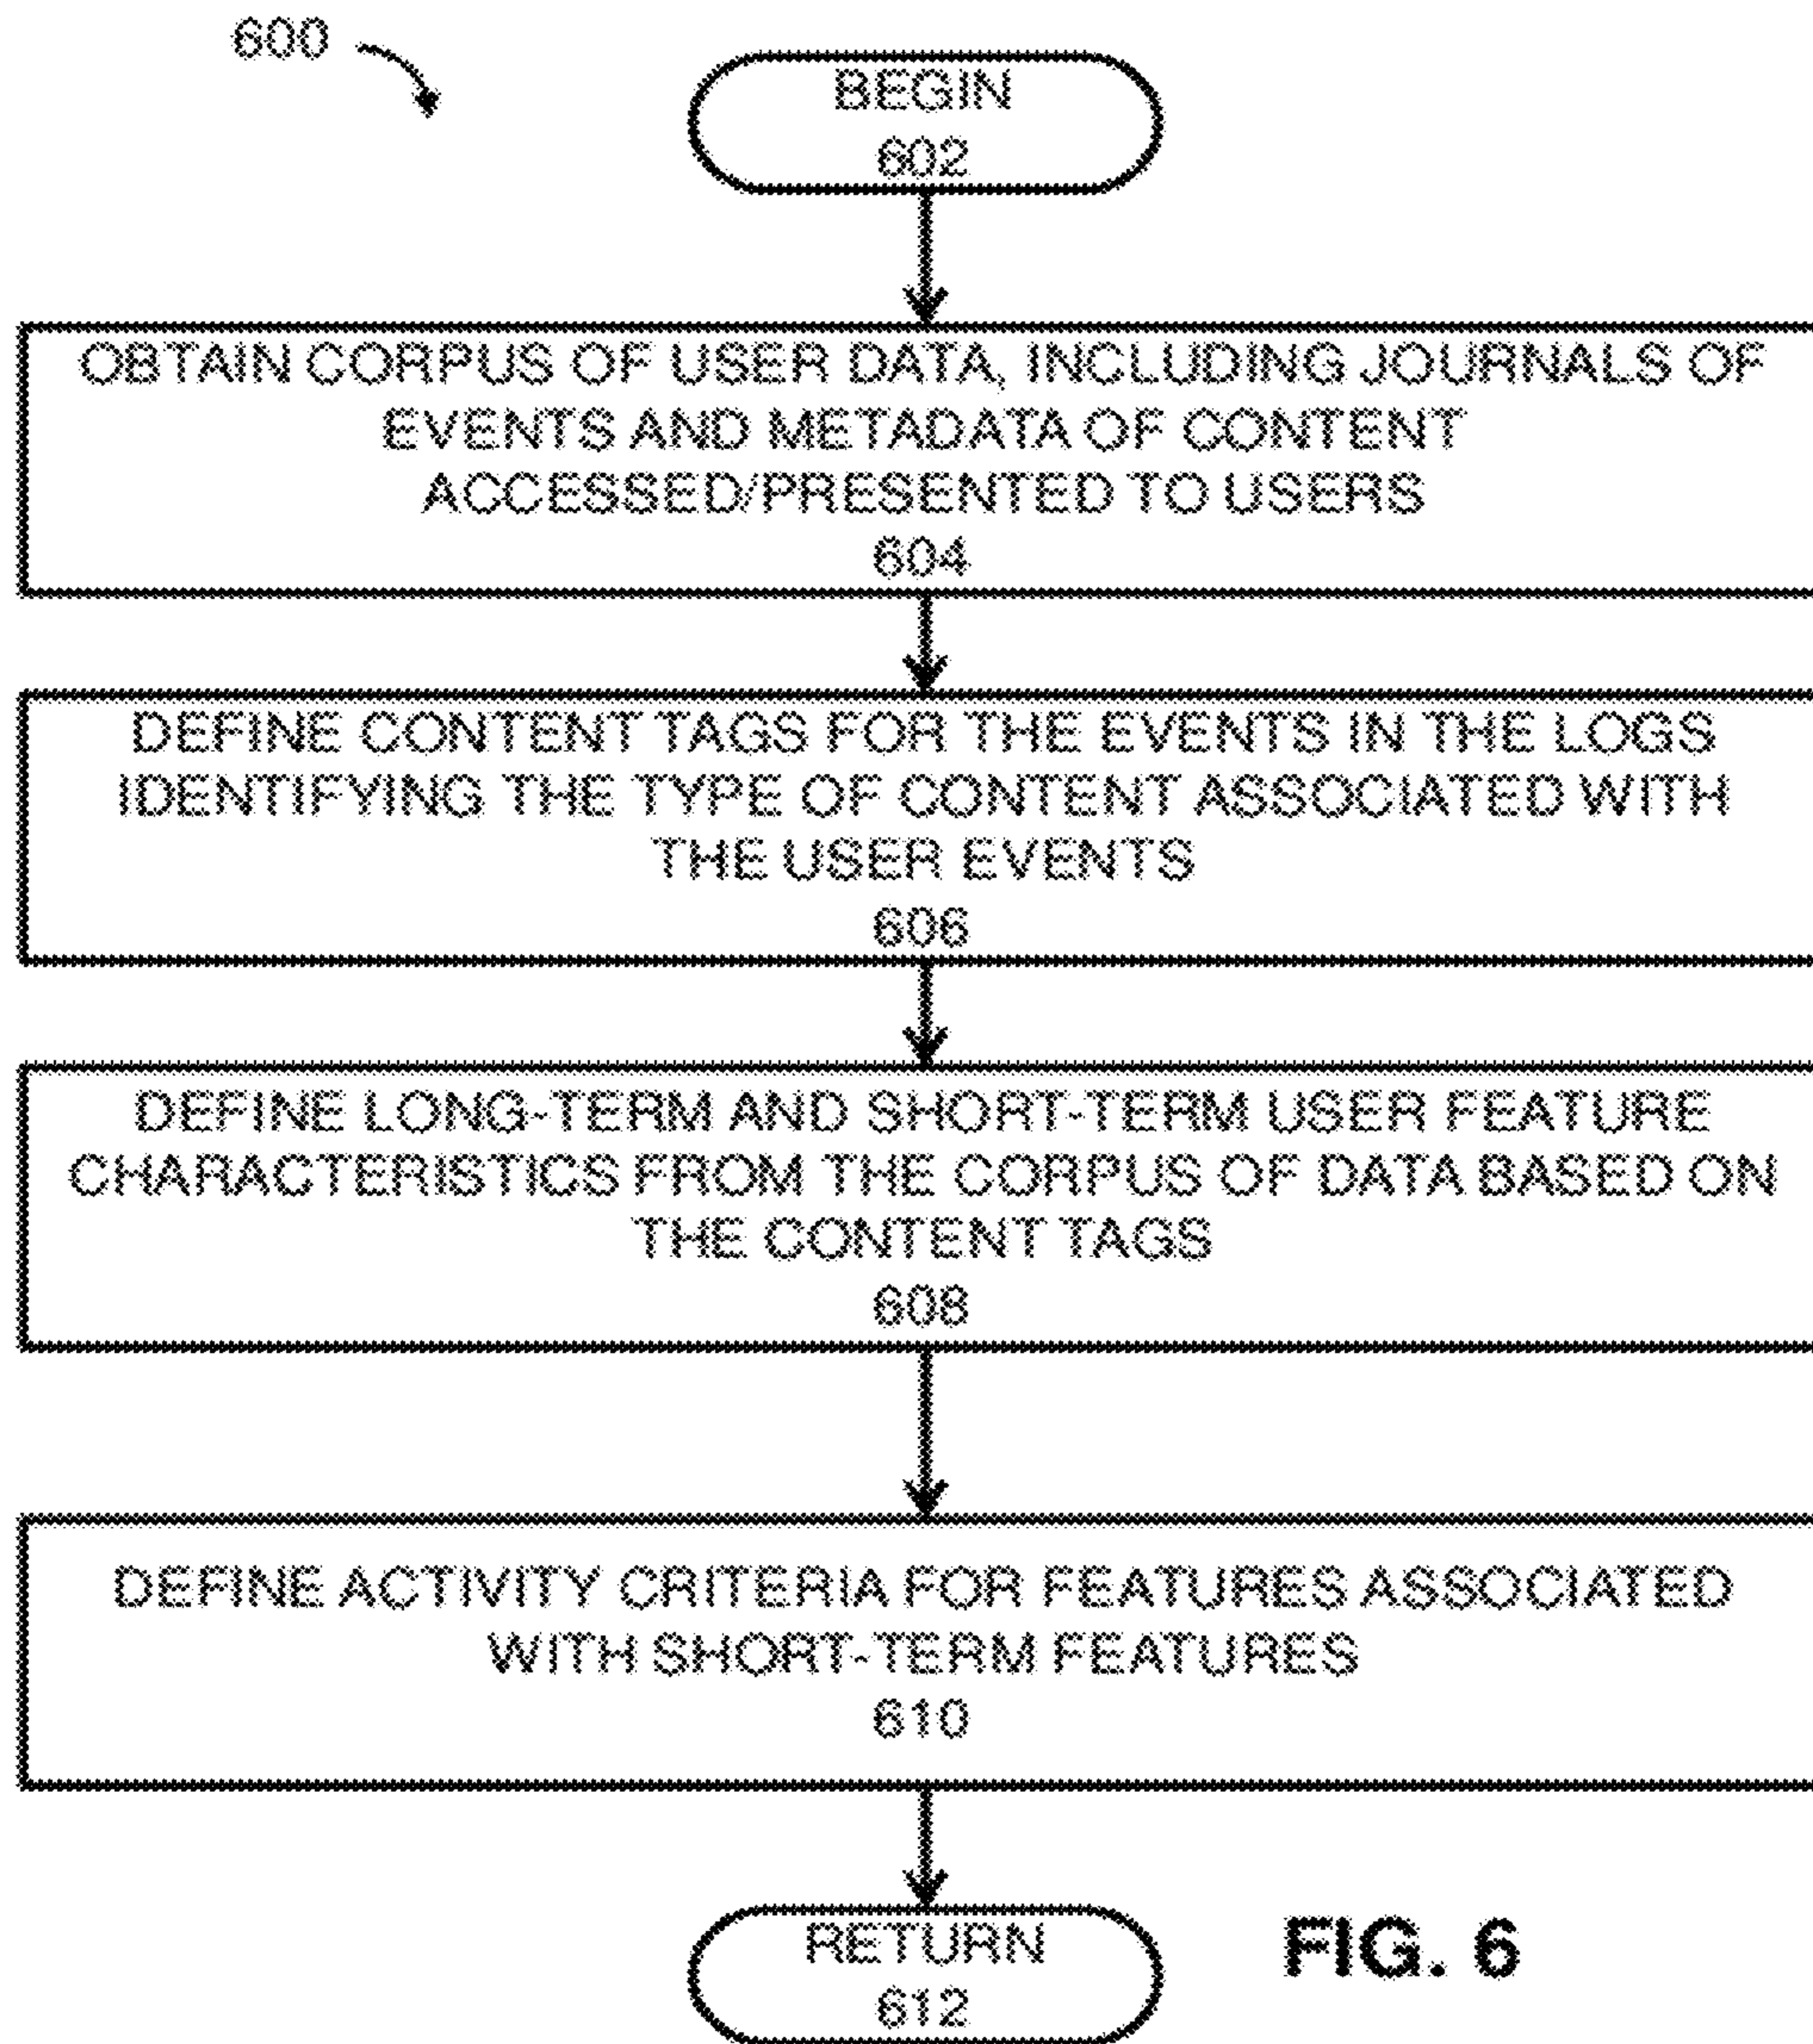 600
BEGIN
602
OBTAIN CORPUS OF USER DATA, INCLUDING JOURNALS OF
EVENTS AND METADATA OF CONTENT
ACCESSED/PRESENTED TO USERS
604
DEFINE CONTENT TAGS FOR THE EVENTS IN THE LOGS
IDENTIFYING THE TYPE OF CONTENT ASSOCIATED WITH
THE USER EVENTS
606
DEFINE LONG-TERM AND SHORT-TERM USER FEATURE
CHARACTERISTICS FROM THE CORPUS OF DATA BASED ON
THE CONTENT TAGS
608
DEFINE ACTIVITY CRITERIA FOR FEATURES ASSOCIATED
WITH SHORT-TERM FEATURES
610
RETURN
612
FIG. 6